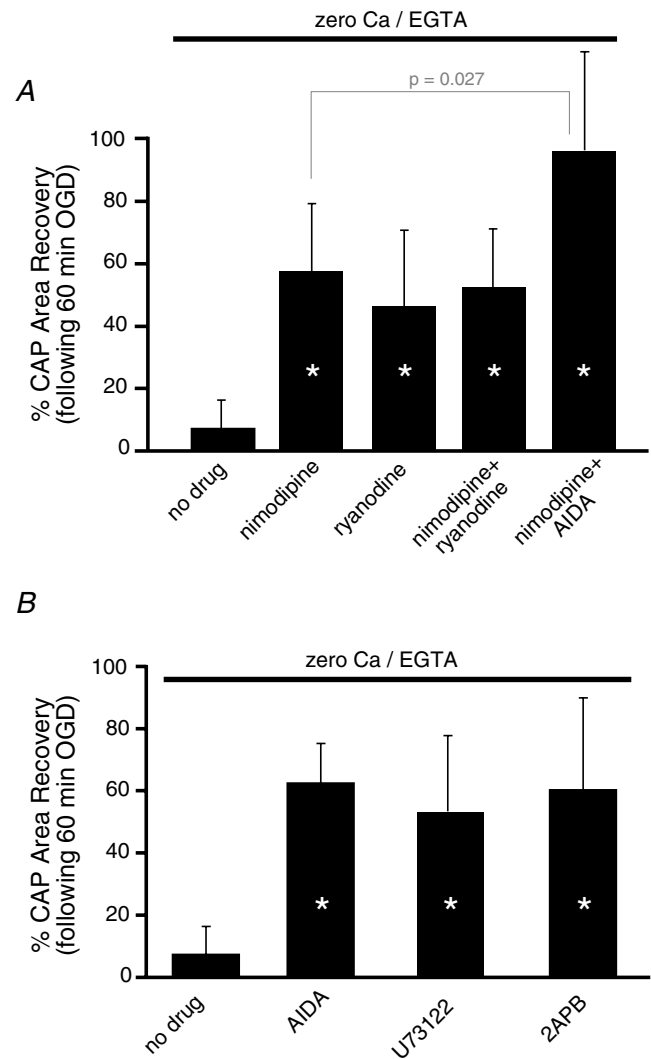 zero Ca / EGTA
A
p = 0.027
% CAP Area Recovery
(following 60 min OGD)
100
80
60
40
20
0
*
*
*
*
no drug
nimodipine
ryanodine
nimodipine+
ryanodine
nimodipine+
AIDA
B
zero Ca / EGTA
% CAP Area Recovery
(following 60 min OGD)
100
80
60
40
20
0
*
*
*
no drug
AIDA
U73122
2APB